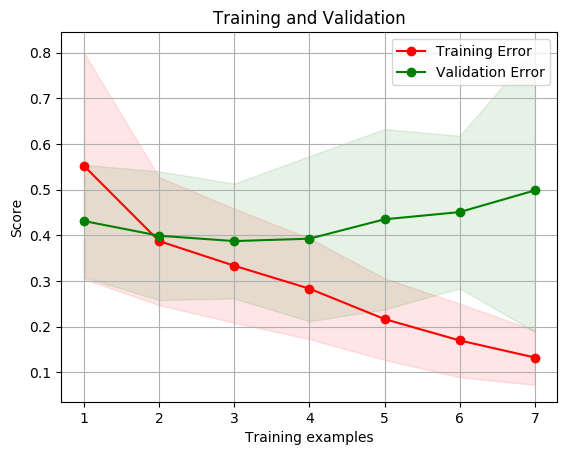 Training and Validation
Training Error
Validation Error
Score
0.8
0.7
0.6
0.5
0.4
0.3
0.2
0.1
1 2 3 4 5 6 7
Training examples